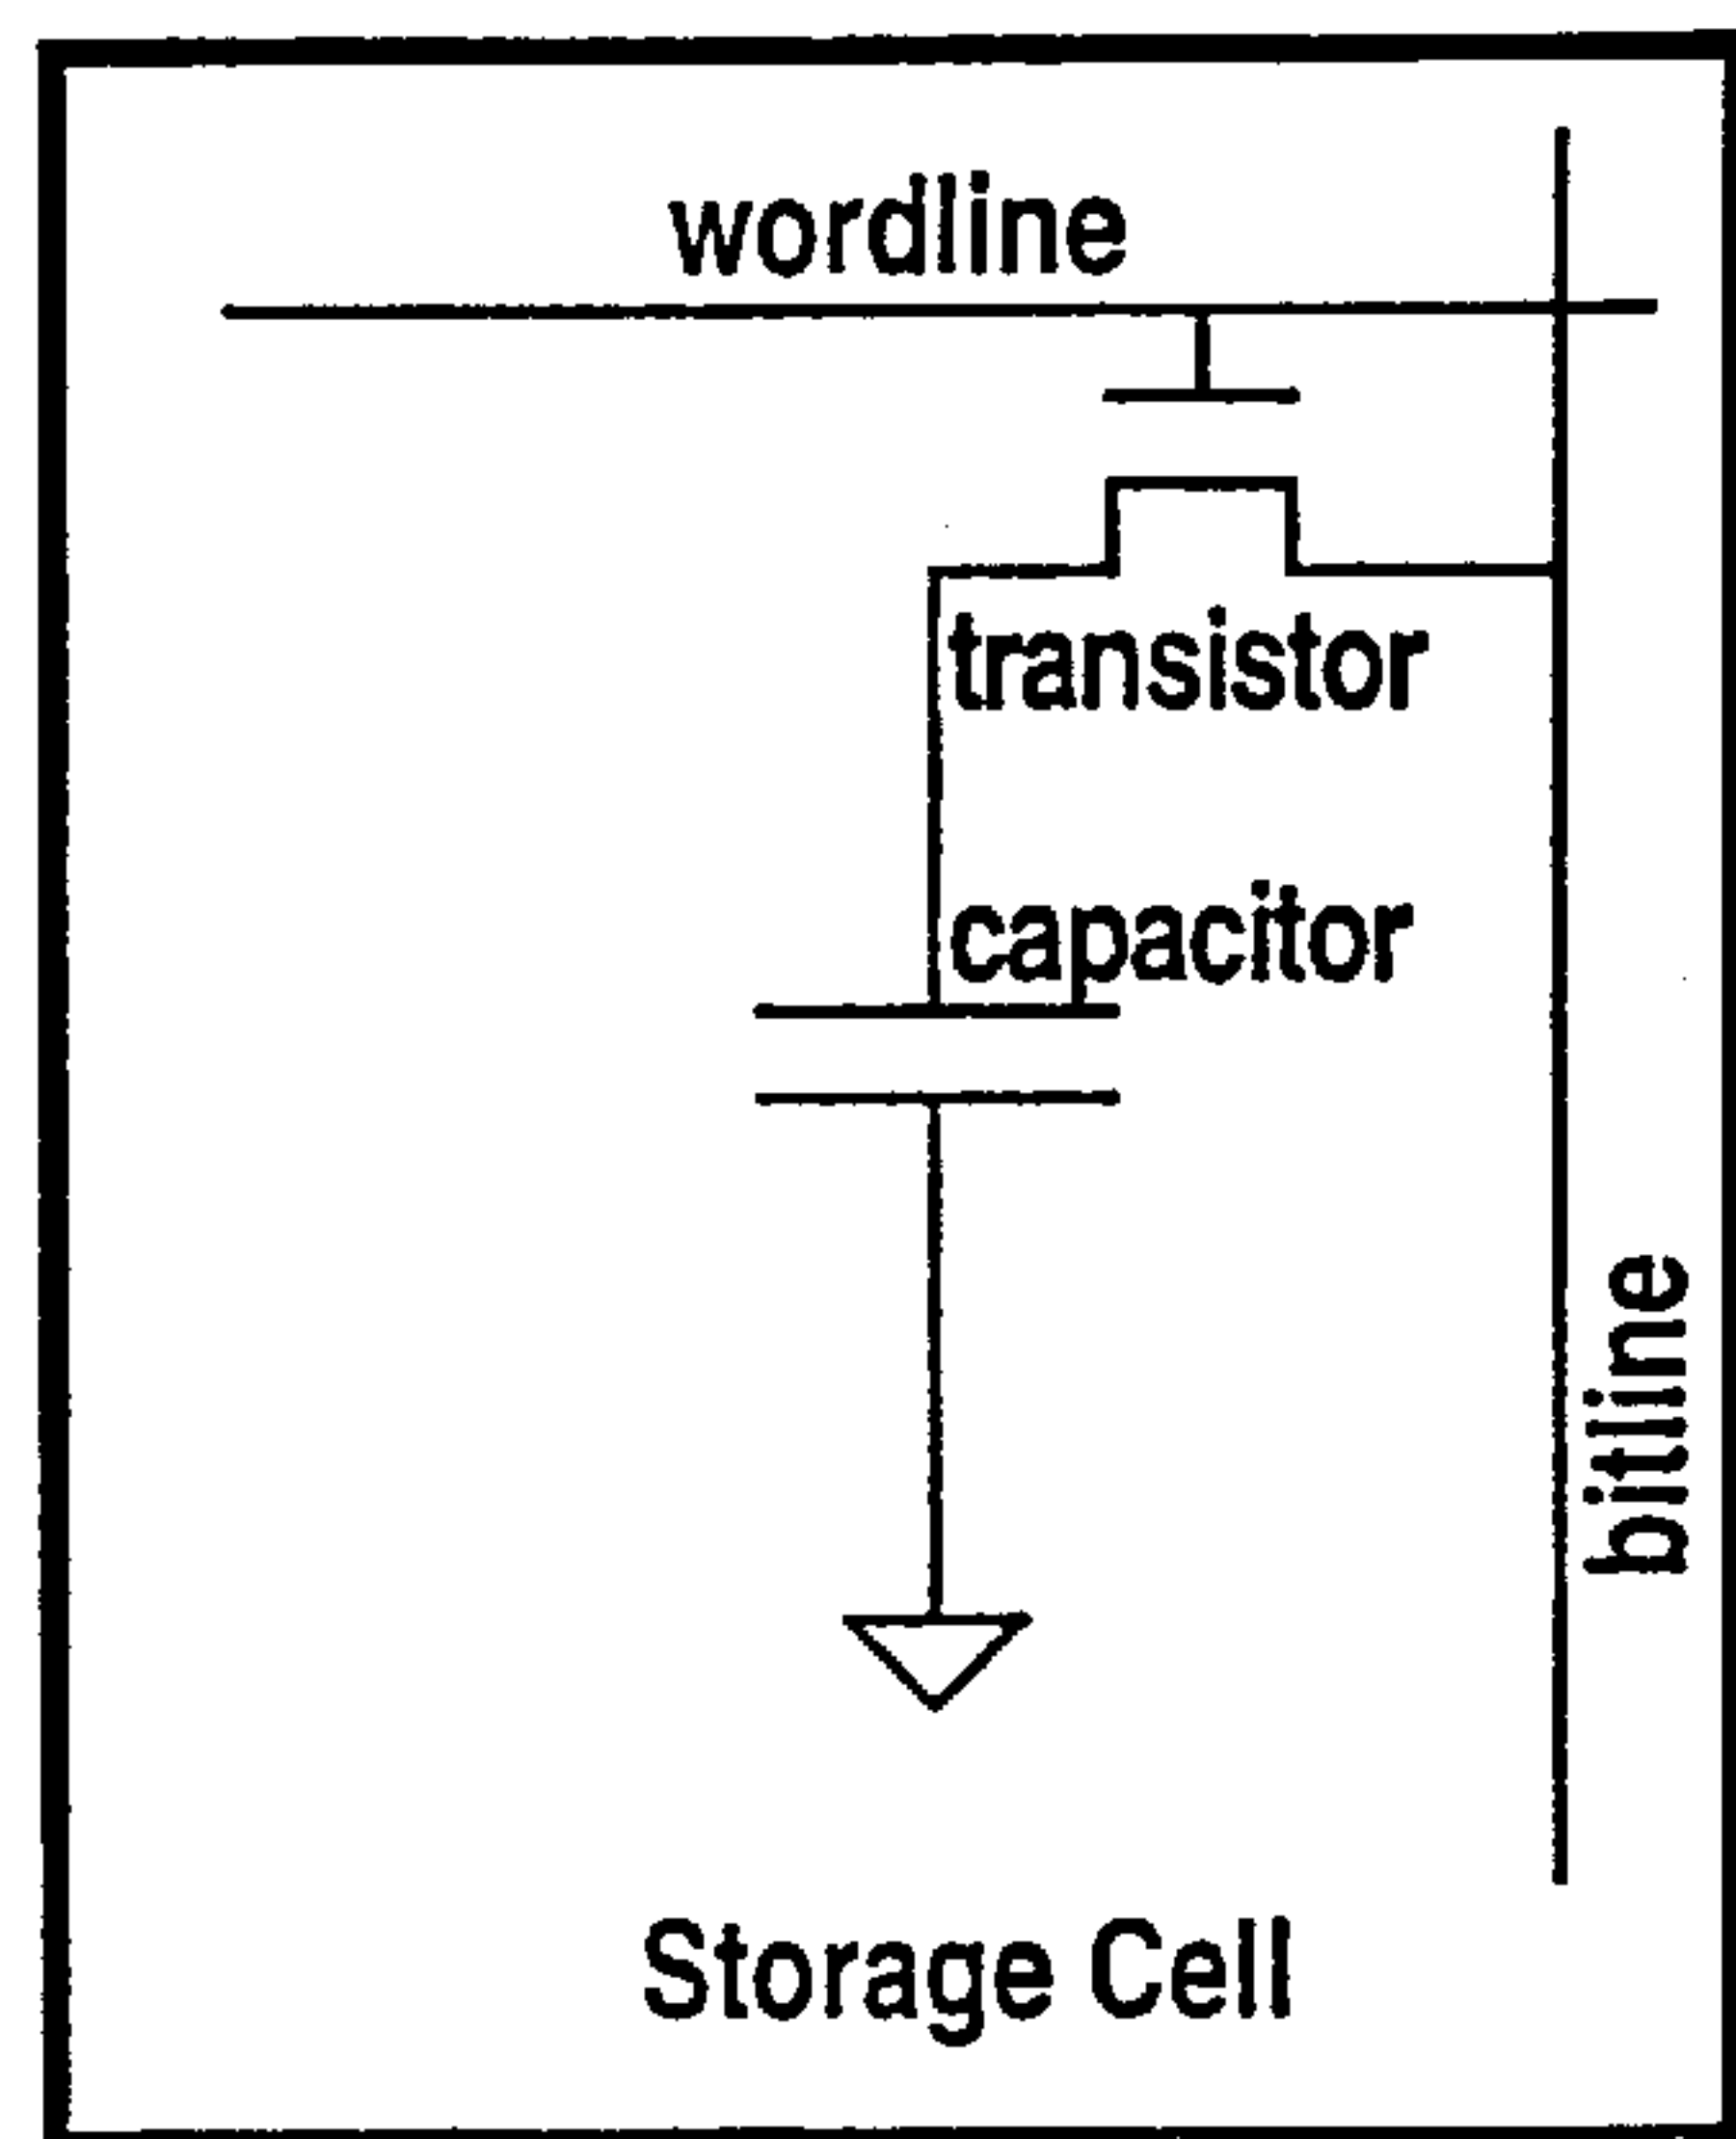 wordline
transistor
capacitor
bitline
Storage Cell